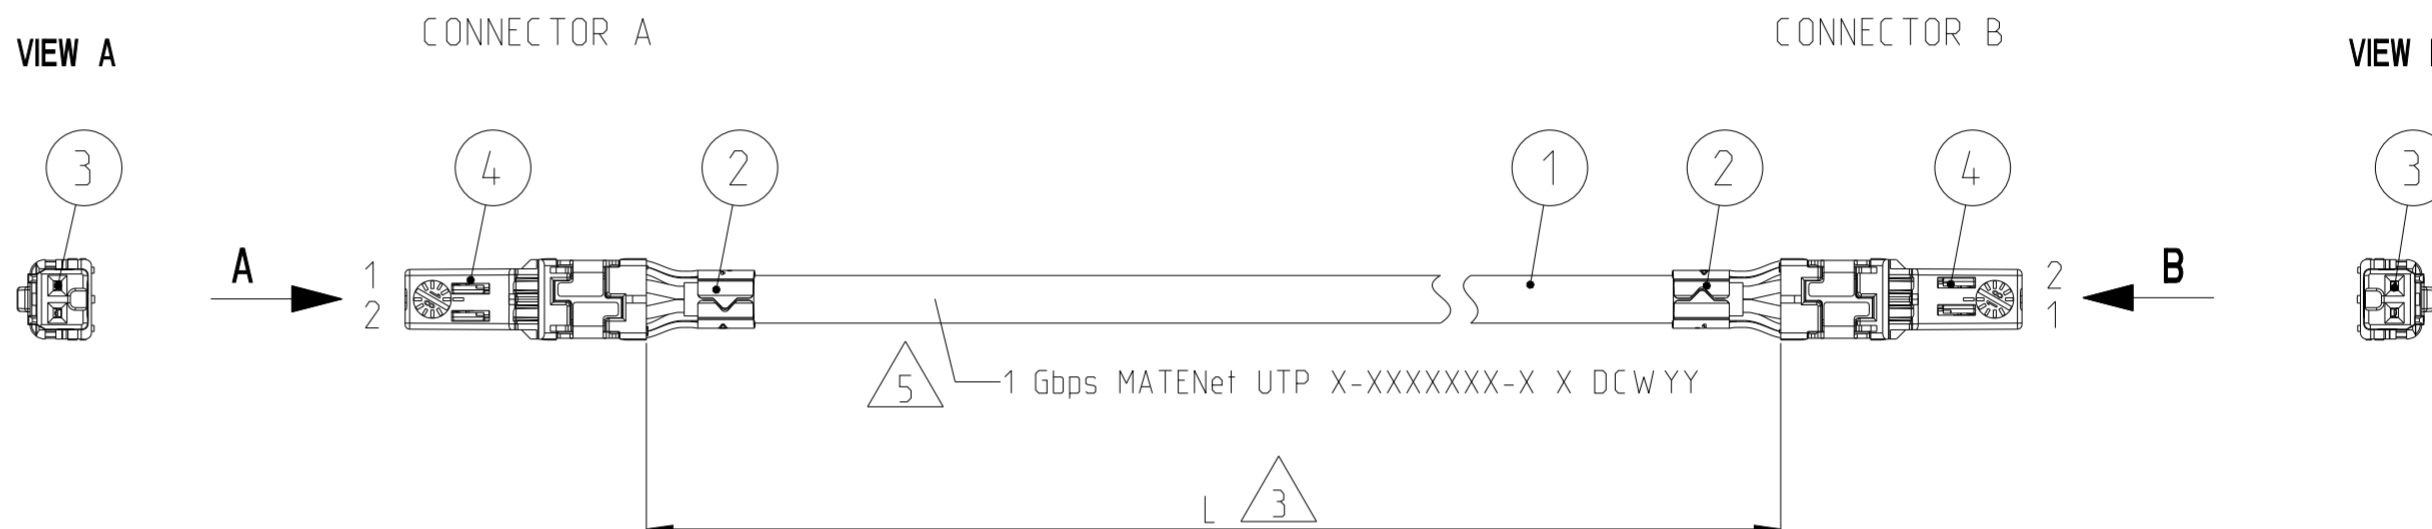 CONNECTOR A
CONNECTOR B
VIEW A
VIEW
3
4
2
1
2
4
3
A
1
2
2
1
B
5
1 Gbps MATENet UTP X-XXXXXXX-X X DCWYY
L
3